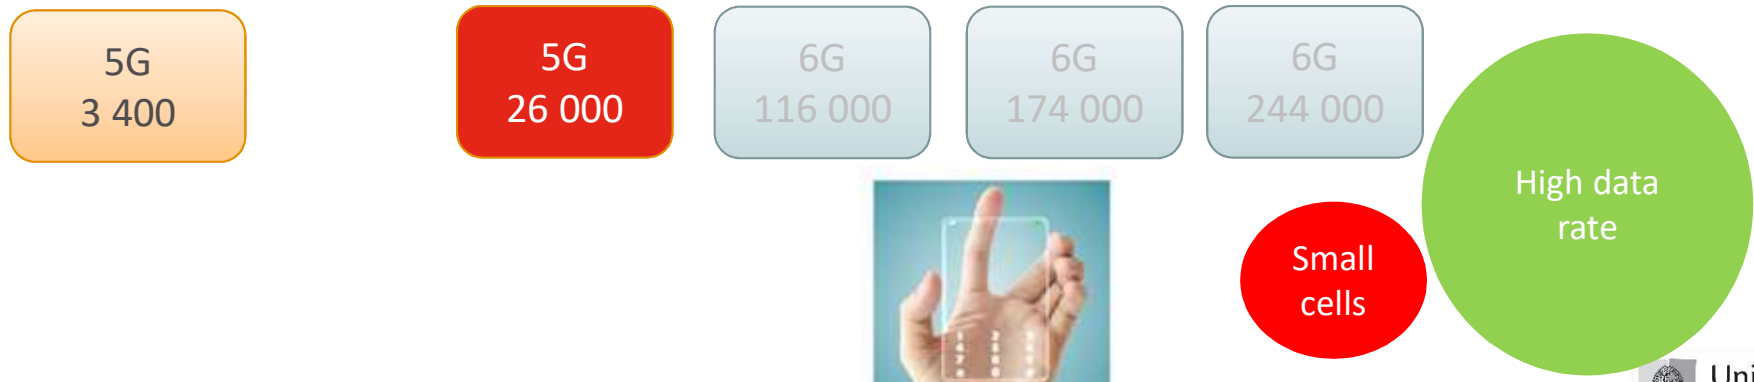 5G
3 400
5G
26 000
6G
116 000
6G
174 000
6G
244 000
High data
rate
Small
cells